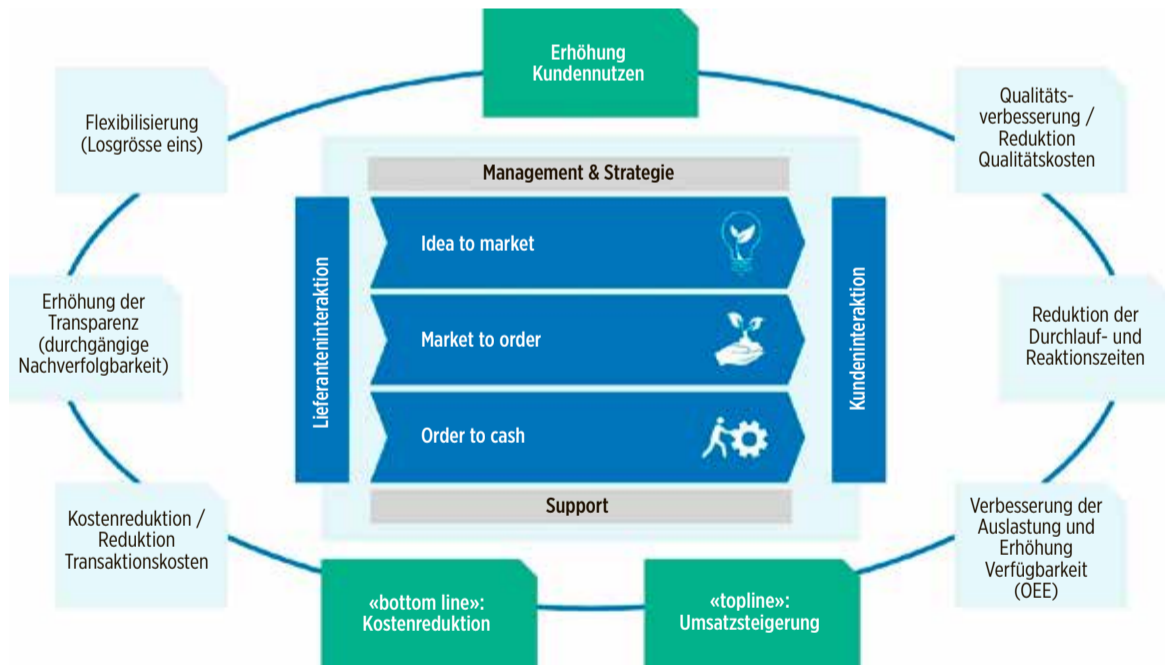 Erhöhung
Kundennutzen
Flexibilisierung
(Losgrösse eins)
Qualitäts-
verbesserung /
Reduktion
Qualitätskosten
Management & Strategie
Lieferanteninteraktion
Idea to market
Market to order
Order to cash
Kundeninteraktion
Support
Erhöhung der
Transparenz
(durchgängige
Nachverfolgbarkeit)
Reduktion der
Durchlauf- und
Reaktionszeiten
Kostenreduktion /
Reduktion
Transaktionskosten
Verbesserung der
Auslastung und
Erhöhung
Verfügbarkeit
(OEE)
«bottom line»:
Kostenreduktion
«topline»:
Umsatzsteigerung